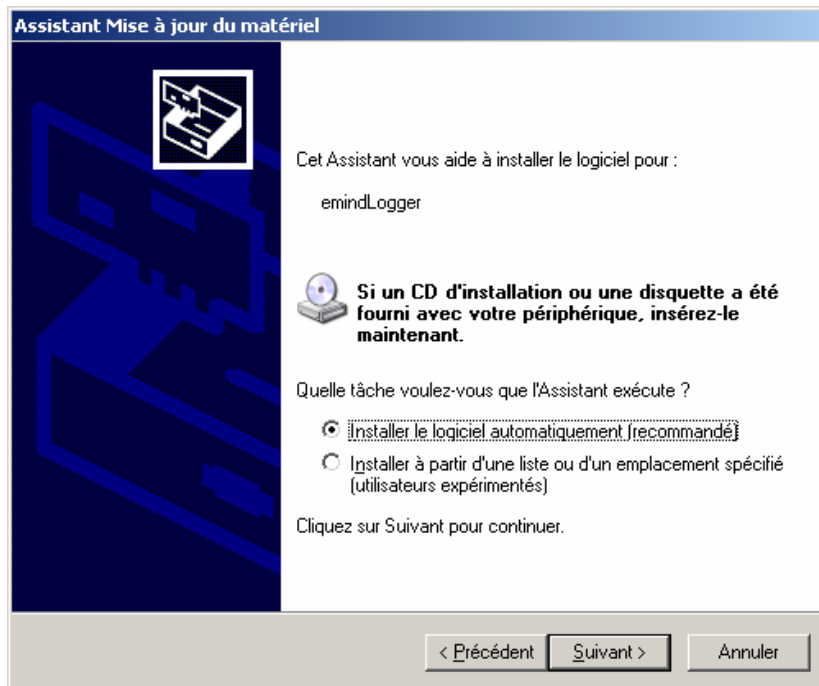 Assistant Mise à jour du matériel
Cet Assistant vous aide à installer le logiciel pour :
emindLogger
Si un CD d'installation ou une disquette a été
fourni avec votre périphérique, insérez-le
maintenant.
Quelle tâche voulez-vous que l'Assistant exécute ?
Installer le logiciel automatiquement (recommandé)
Installer à partir d'une liste ou d'un emplacement spécifié
(utilisateurs expérimentés)
Cliquez sur Suivant pour continuer.
< Précédent Suivant > Annuler